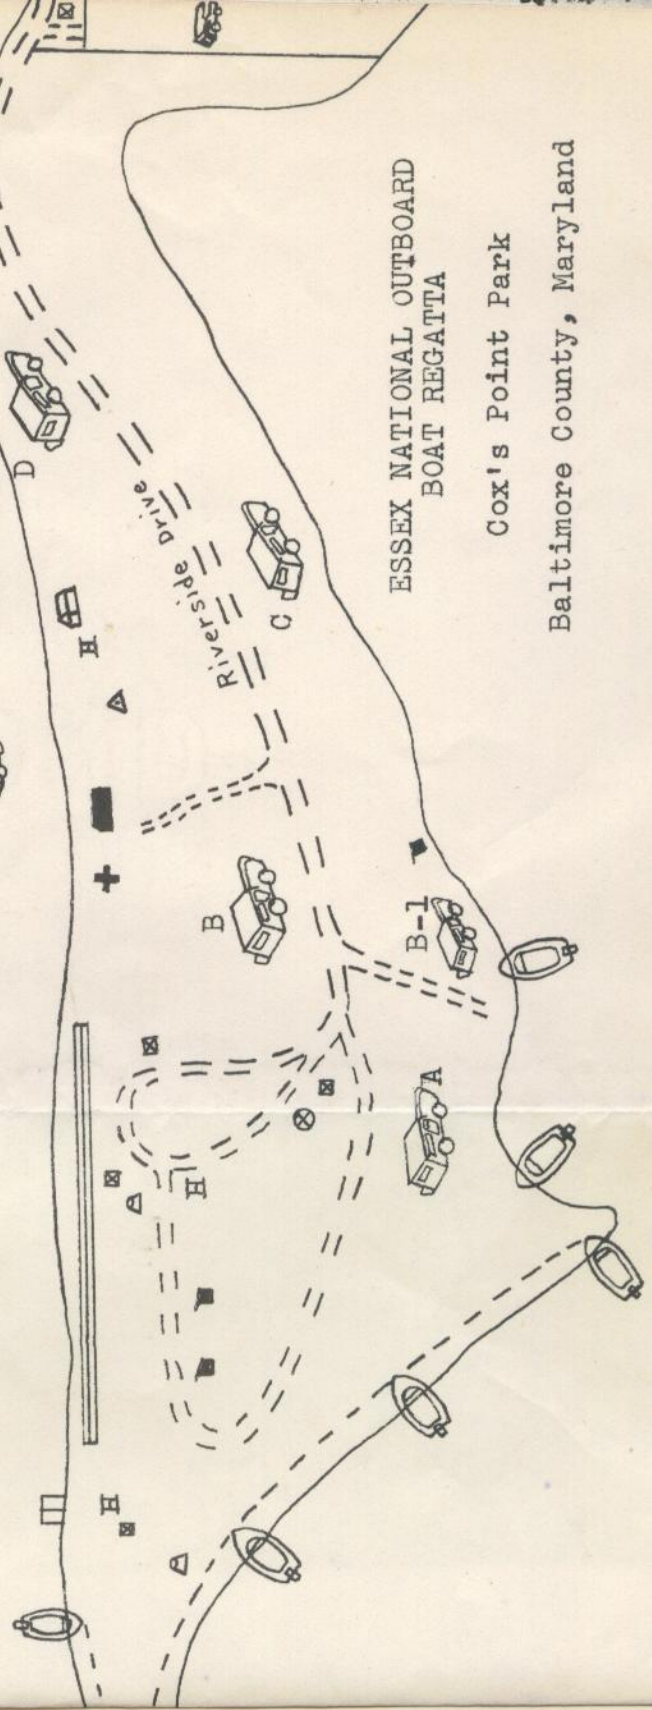 ESSEX NATIONAL OUTBOARD
BOAT REGATTA
Cox's Point Park
Baltimore County, Maryland
Riverside Drive
D
C
B
B-1
A
H
H
H